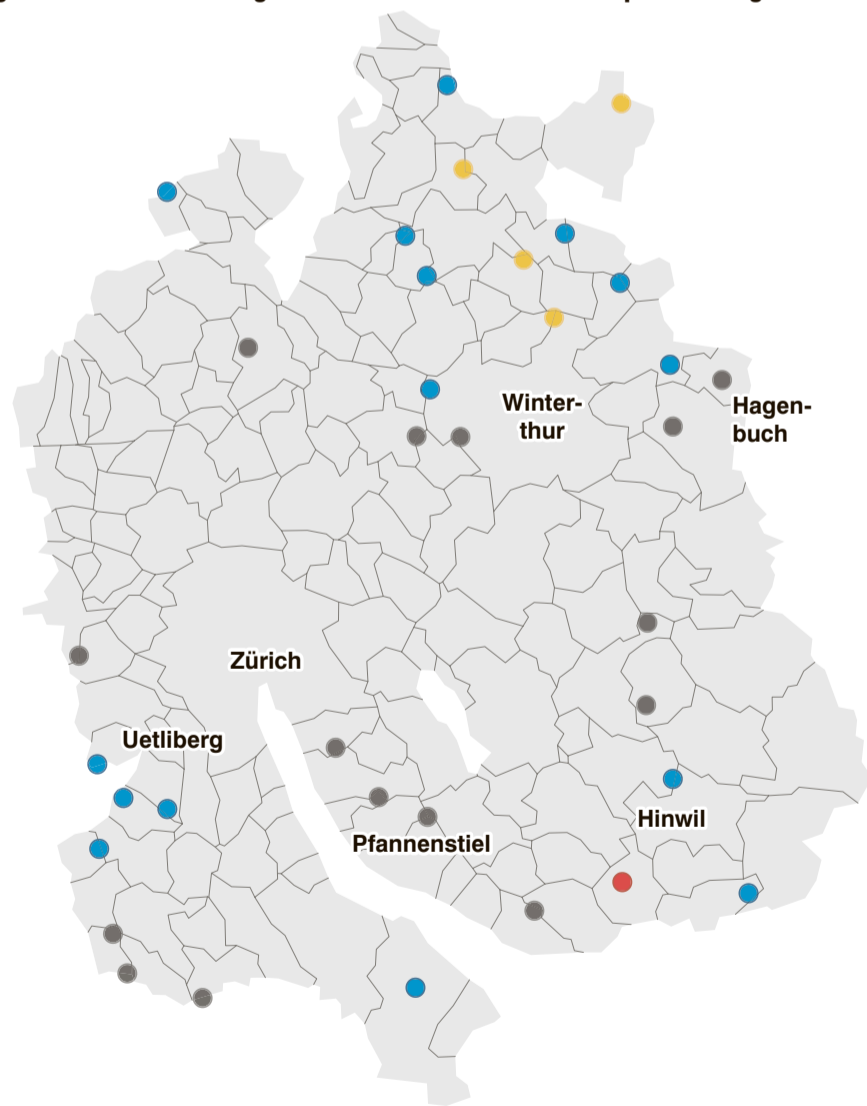 Winter-
thur
Hagen-
buch
Zürich
Uetliberg
Hinwil
Pfannenstiel